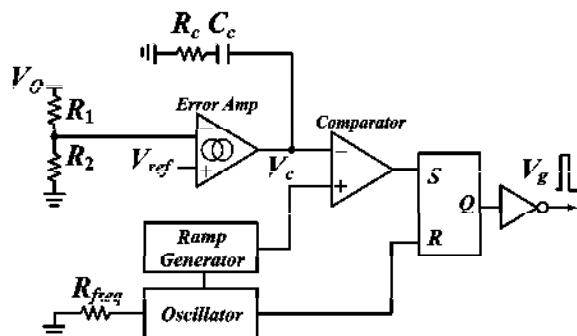 R_c C_c
V_O
R_1
Error Amp
Comparator
−
R_2
V_ref
+
V_c
−
+
S
Q
R
V_g
Ramp
Generator
R_freq
Oscillator